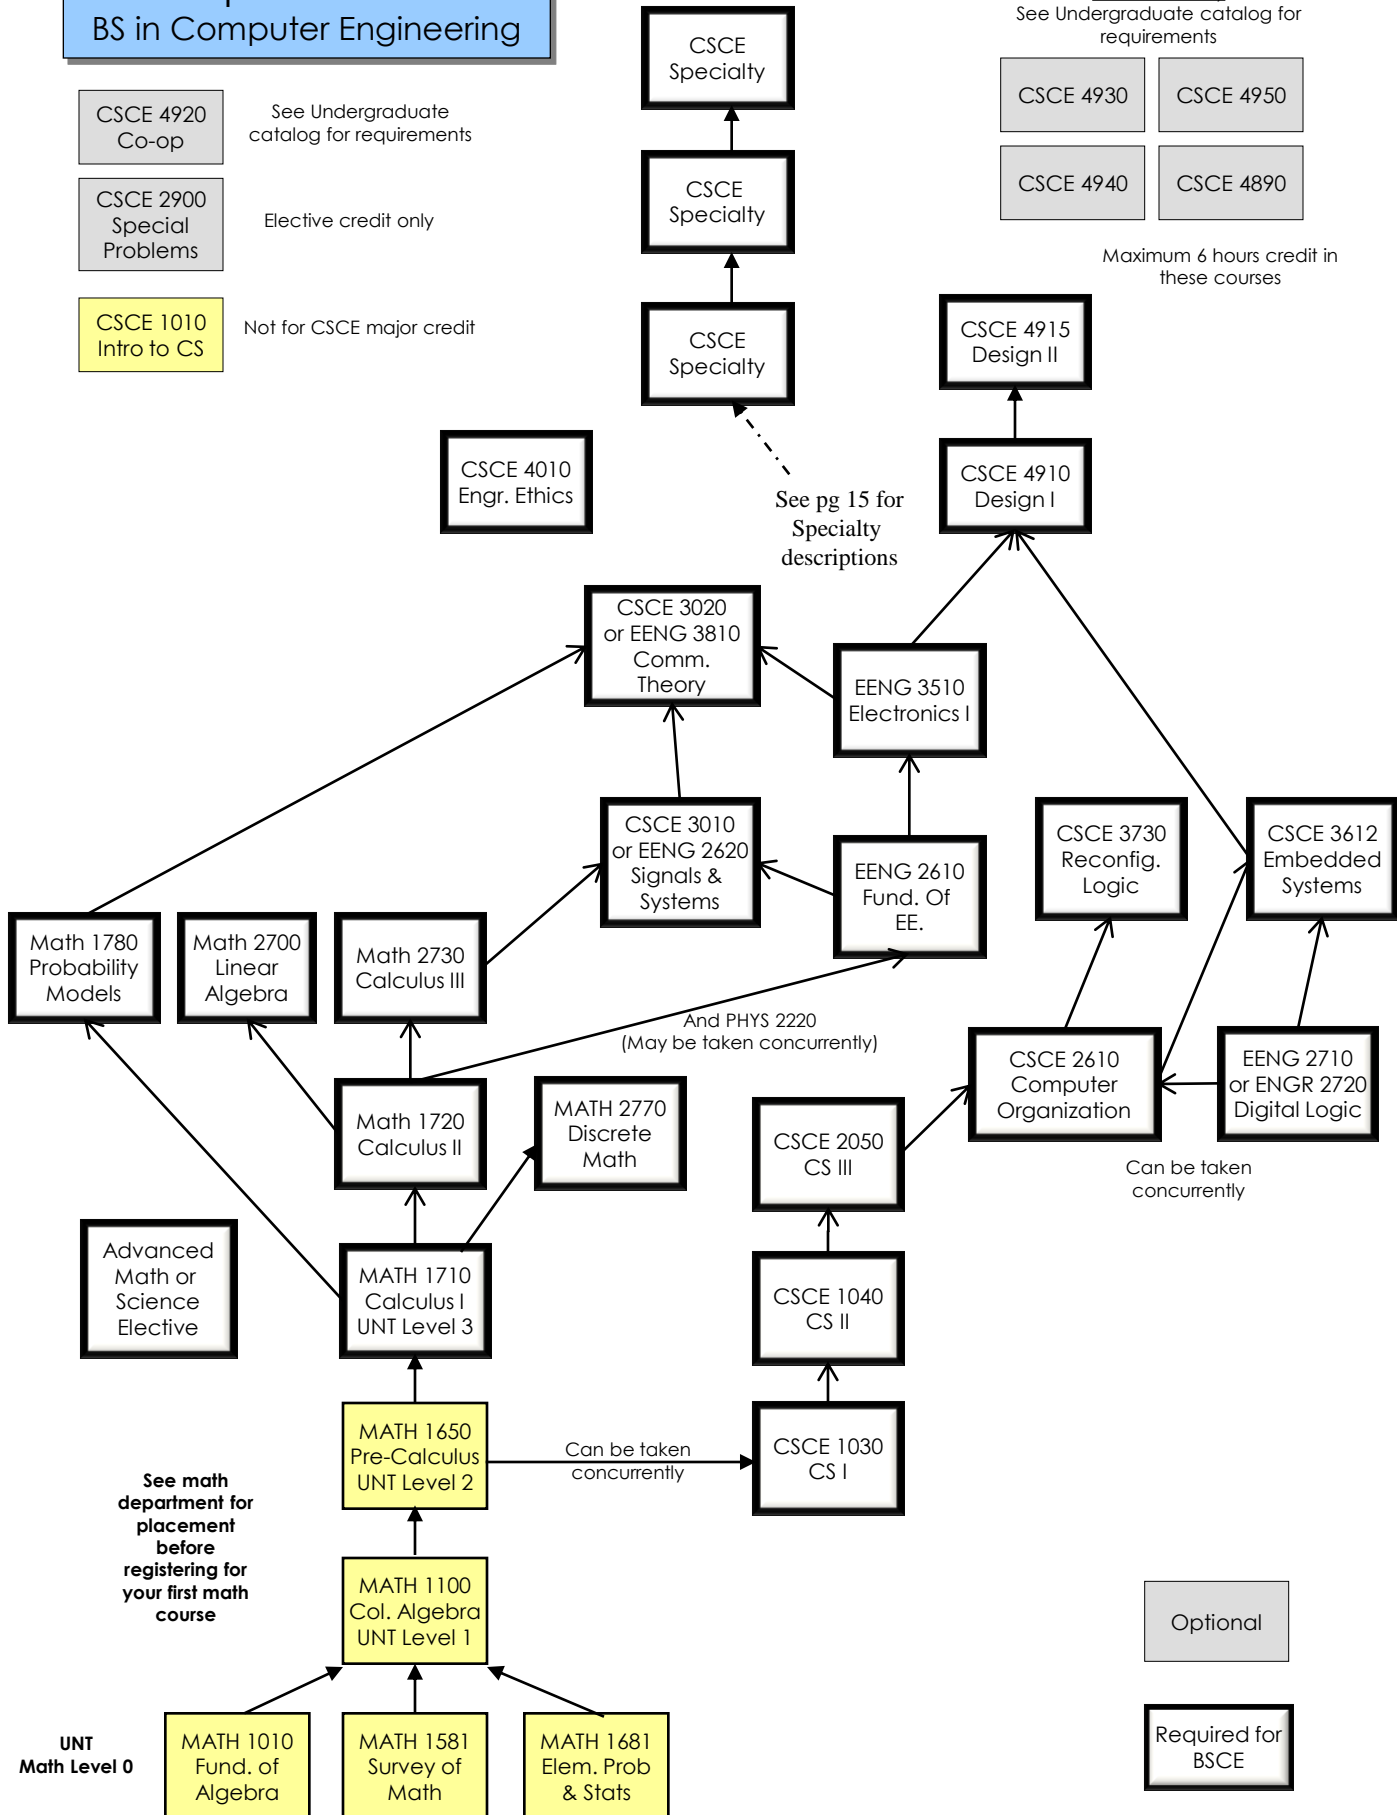 BS in Computer Engineering
See Undergraduate catalog for
requirements
CSCE 4930
CSCE 4950
CSCE 4940
CSCE 4890
Maximum 6 hours credit in
these courses
CSCE 4920
Co-op
See Undergraduate
catalog for requirements
CSCE 2900
Special
Problems
Elective credit only
CSCE 1010
Intro to CS
Not for CSCE major credit
CSCE
Specialty
CSCE
Specialty
CSCE
Specialty
See pg 15 for
Specialty
descriptions
CSCE 4915
Design II
CSCE 4910
Design I
CSCE 4010
Engr. Ethics
CSCE 3020
or EENG 3810
Comm.
Theory
EENG 3510
Electronics I
CSCE 3010
or EENG 2620
Signals &
Systems
EENG 2610
Fund. Of
EE.
CSCE 3730
Reconfig.
Logic
CSCE 3612
Embedded
Systems
Math 1780
Probability
Models
Math 2700
Linear
Algebra
Math 2730
Calculus III
And PHYS 2220
(May be taken concurrently)
CSCE 2610
Computer
Organization
EENG 2710
or ENGR 2720
Digital Logic
Can be taken
concurrently
Math 1720
Calculus II
MATH 2770
Discrete
Math
CSCE 2050
CS III
Advanced
Math or
Science
Elective
MATH 1710
Calculus I
UNT Level 3
CSCE 1040
CS II
MATH 1650
Pre-Calculus
UNT Level 2
Can be taken
concurrently
CSCE 1030
CS I
See math
department for
placement
before
registering for
your first math
course
MATH 1100
Col. Algebra
UNT Level 1
UNT
Math Level 0
MATH 1010
Fund. of
Algebra
MATH 1581
Survey of
Math
MATH 1681
Elem. Prob
& Stats
Optional
Required for
BSCE